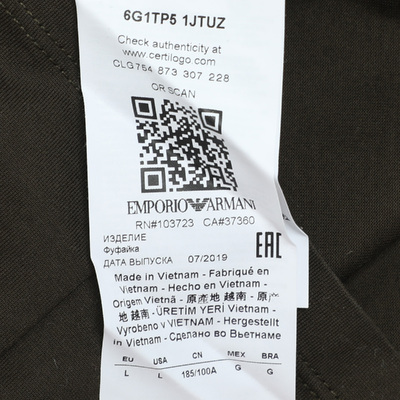 6G1TP5 1JTUZ
Check authenticity at
www.certilogo.com
CLG754 873 307 228
OR SCAN
EMPORIO ARMANI
RN#103723 CA#37360
ИЗДЕЛИЕ
Фуфайка
ДАТА ВЫПУСКА 07/2019
EAC
Made in Vietnam - Fabriqué en
Vietnam - Hecho en Vietnam -
Origem Vietnã - 原產地 越南 - 原产
地 越南 - ÜRETİM YERİ Vietnam -
Vyrobeno v VIETNAM - Hergestellt
in Vietnam - Сделано во Вьетнаме
EU USA CN MEX BRA
L L 185/100A G G